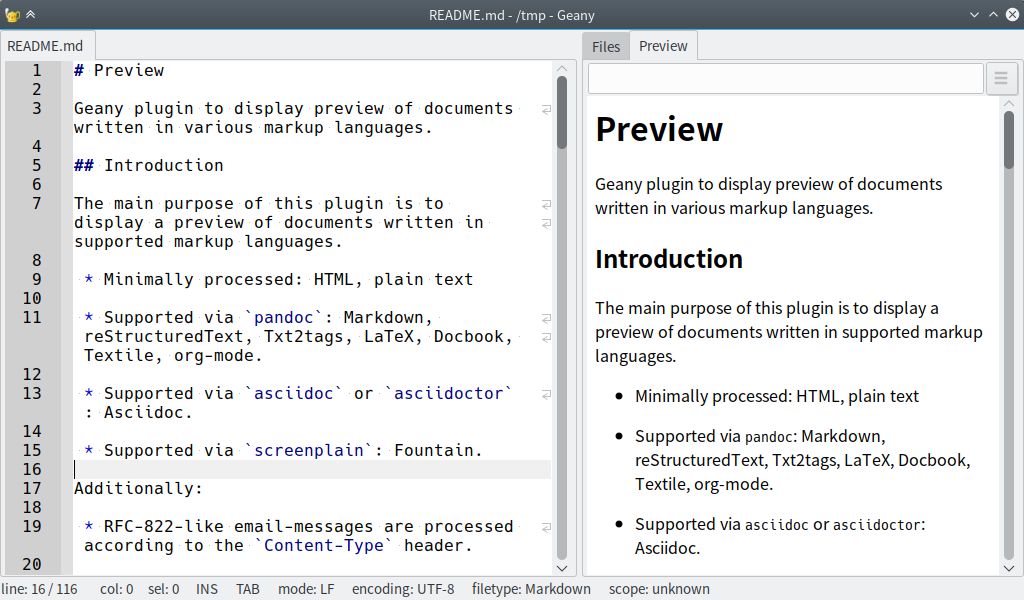 README.md - /tmp - Geany
README.md
1 # Preview
2
3 Geany plugin to display preview of documents
written in various markup languages.
4
5 ## Introduction
6
7 The main purpose of this plugin is to
display a preview of documents written in
supported markup languages.
8
9 * Minimally processed: HTML, plain text
10
11 * Supported via `pandoc`: Markdown,
reStructuredText, Txt2tags, LaTeX, Docbook,
Textile, org-mode.
12
13 * Supported via `asciidoc` or `asciidoctor`
: Asciidoc.
14
15 * Supported via `screenplain`: Fountain.
16
17 Additionally:
18
19 * RFC-822-like email-messages are processed
according to the `Content-Type` header.
20
Files Preview
Preview
Geany plugin to display preview of documents
written in various markup languages.
Introduction
The main purpose of this plugin is to display a
preview of documents written in supported markup
languages.
• Minimally processed: HTML, plain text
• Supported via pandoc: Markdown,
reStructuredText, Txt2tags, LaTeX, Docbook,
Textile, org-mode.
• Supported via asciidoc or asciidoctor:
Asciidoc.
line: 16 / 116 col: 0 sel: 0 INS TAB mode: LF encoding: UTF-8 filetype: Markdown scope: unknown